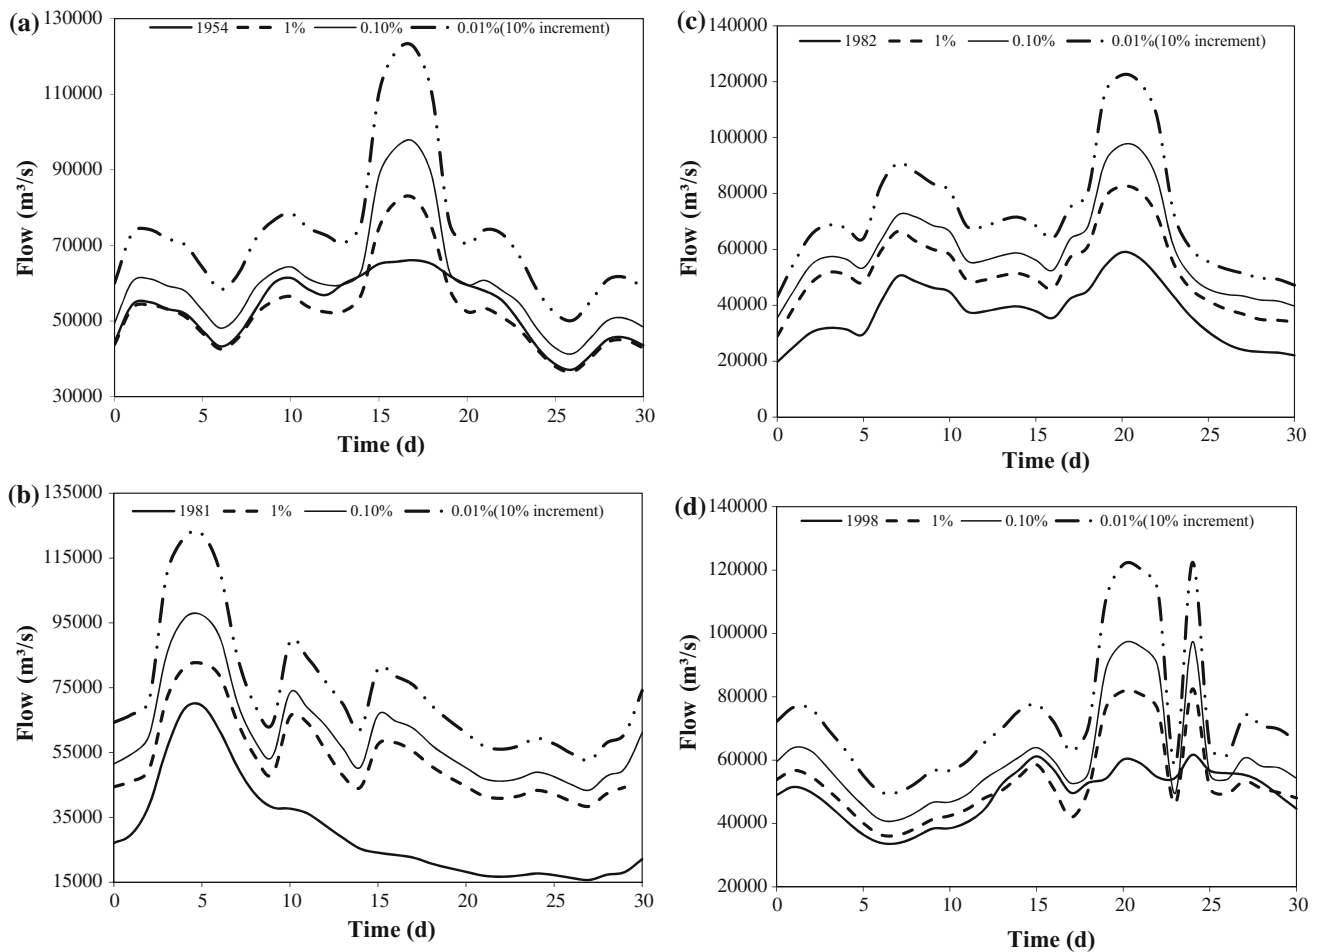 (a)
130000
110000
90000
70000
50000
30000
Flow (m³/s)
1954 1% 0.10% 0.01%(10% increment)
0 5 10 15 20 25 30
Time (d)
(c)
140000
120000
100000
80000
60000
40000
20000
0
Flow (m³/s)
1982 1% 0.10% 0.01%(10% increment)
0 5 10 15 20 25 30
Time (d)
(b)
135000
115000
95000
75000
55000
35000
15000
Flow (m³/s)
1981 1% 0.10% 0.01%(10% increment)
0 5 10 15 20 25 30
Time (d)
(d)
140000
120000
100000
80000
60000
40000
20000
Flow (m³/s)
1998 1% 0.10% 0.01%(10% increment)
0 5 10 15 20 25 30
Time (d)